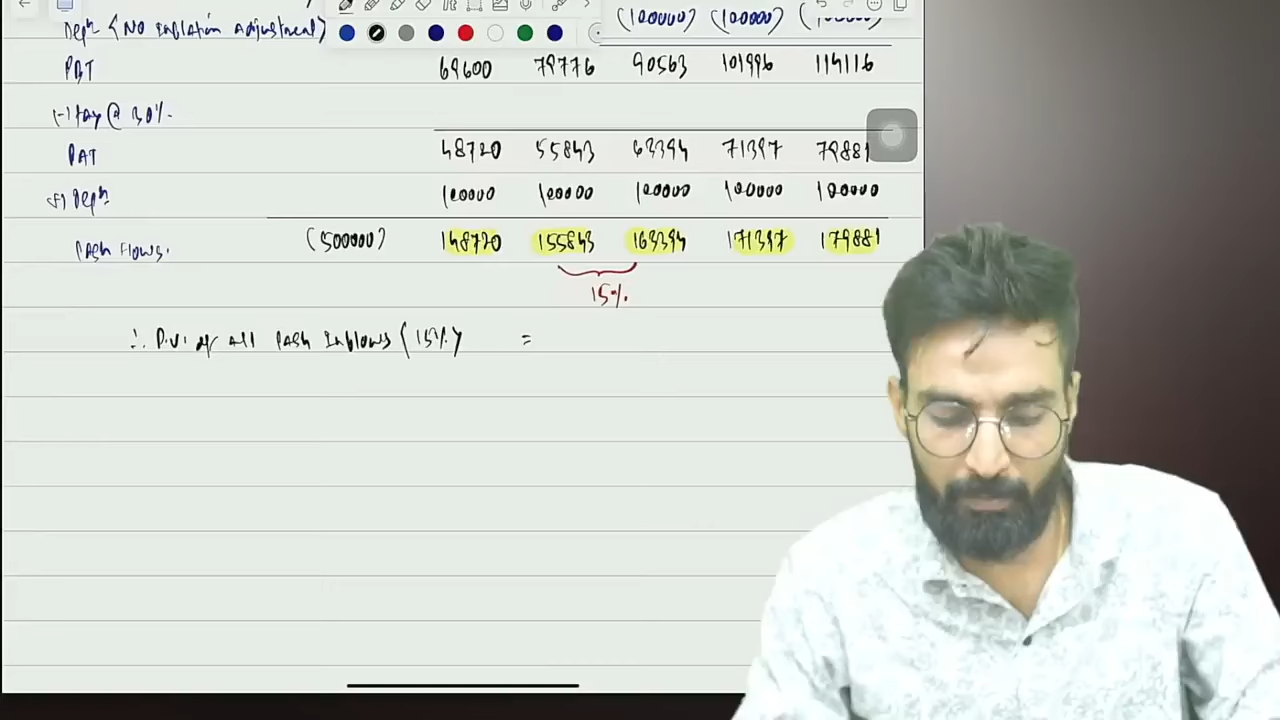 Depn (NO Inflation Adjustment) (100000) (100000)
PBT 69600 79776 90563 101996 114116
(-) Tax @ 30%.
PAT 48720 55843 63394 71397 79881
(+) Depn 100000 100000 100000 100000 100000
Cash Flows. (500000) 148720 155843 163394 171397 179881
15%
∴ P.V. of all Cash Inflows (15%) =